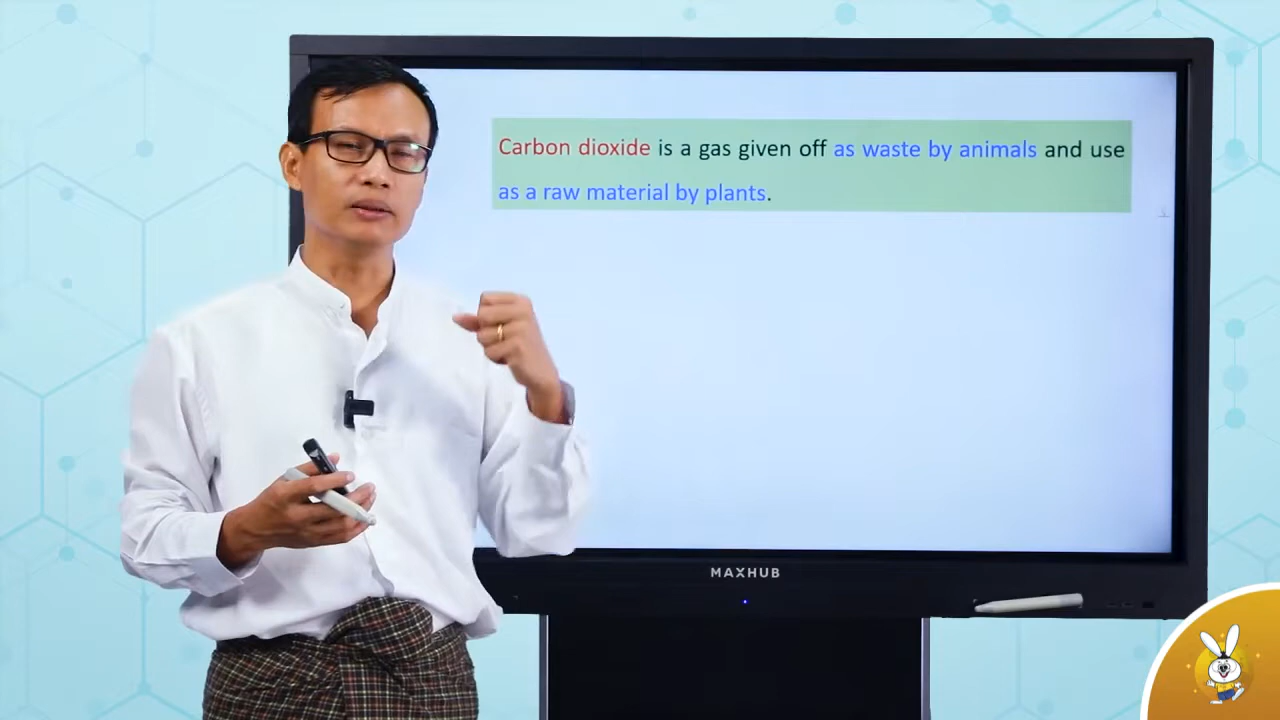 Carbon dioxide is a gas given off as waste by animals and use
as a raw material by plants.
MAXHUB